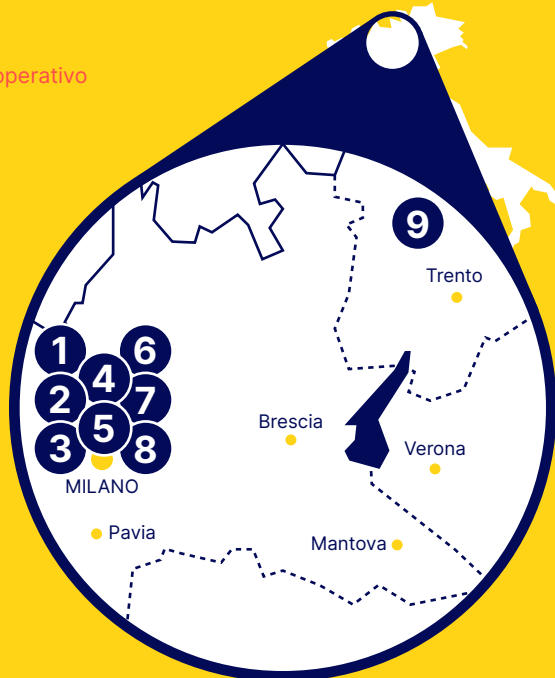 operativo
9
Trento
1 6
4
2 7
5
3 8
Brescia
Verona
MILANO
Pavia
Mantova